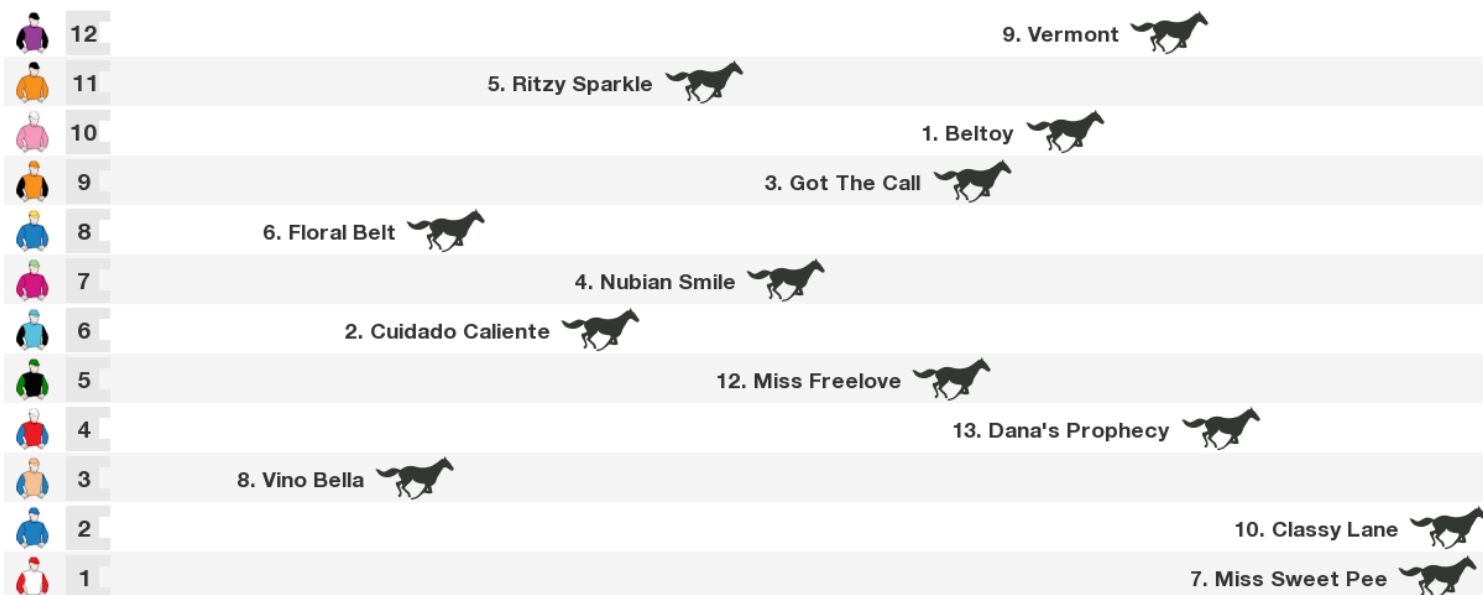 12 9. Vermont
11 5. Ritzy Sparkle
10 1. Beltoy
9 3. Got The Call
8 6. Floral Belt
7 4. Nubian Smile
6 2. Cuidado Caliente
5 12. Miss Freelove
4 13. Dana's Prophecy
3 8. Vino Bella
2 10. Classy Lane
1 7. Miss Sweet Pee